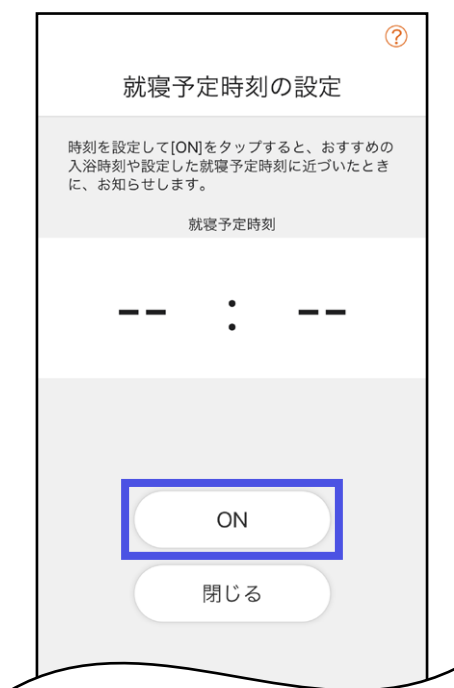 ?
就寝予定時刻の設定
時刻を設定して[ON]をタップすると、おすすめの
入浴時刻や設定した就寝予定時刻に近づいたとき
に、お知らせします。
就寝予定時刻
-- : --
ON
閉じる